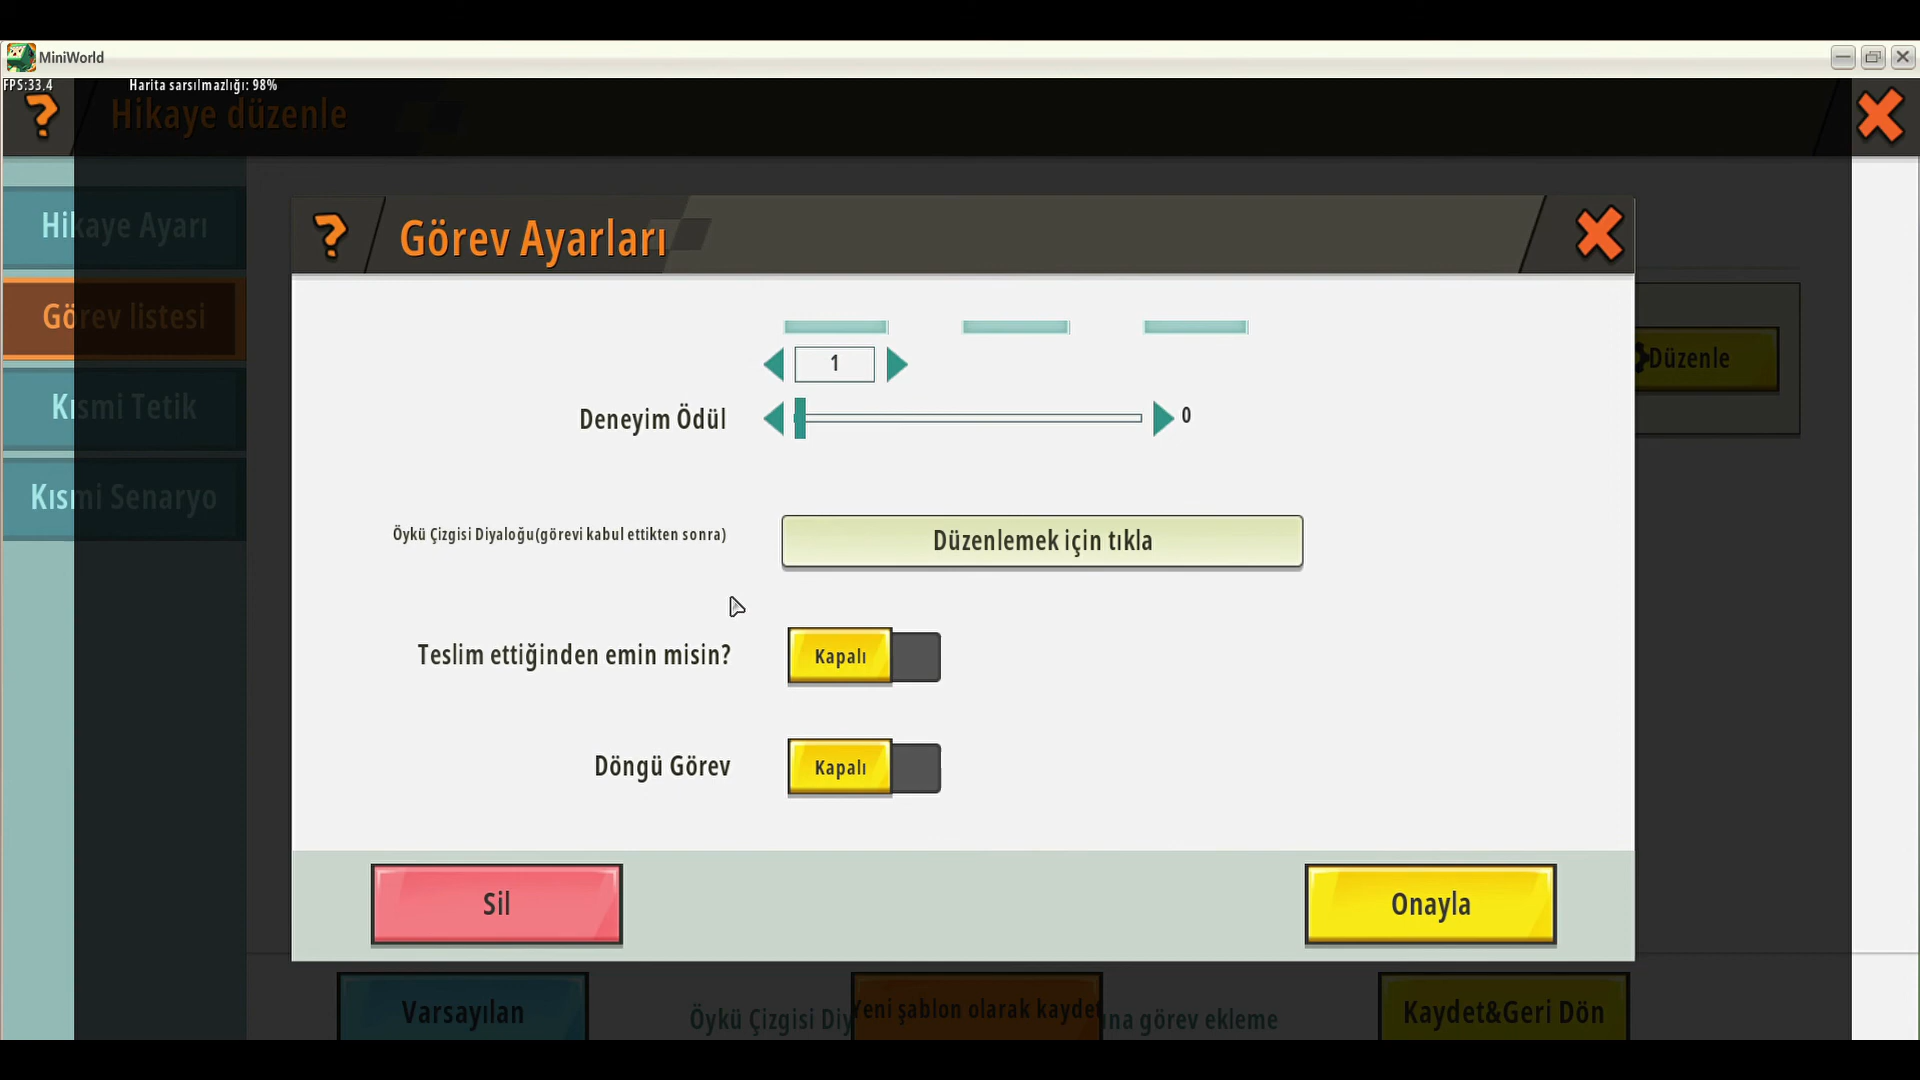 MiniWorld
FPS:33,4
Harita sarsılmazlığı: 98%
Hikaye düzenle
Hikaye Ayarı
Görev listesi
Kısmi Tetik
Kısmi Senaryo
Görev Ayarları
1
Deneyim Ödül
0
Öykü Çizgisi Diyaloğu(görevi kabul ettikten sonra)
Düzenlemek için tıkla
Teslim ettiğinden emin misin?
Kapalı
Döngü Görev
Kapalı
Sil
Onayla
Düzenle
Varsayılan
Öykü Çizgisi
Yeni şablon olarak kaydet
görev ekleme
Kaydet&Geri Dön